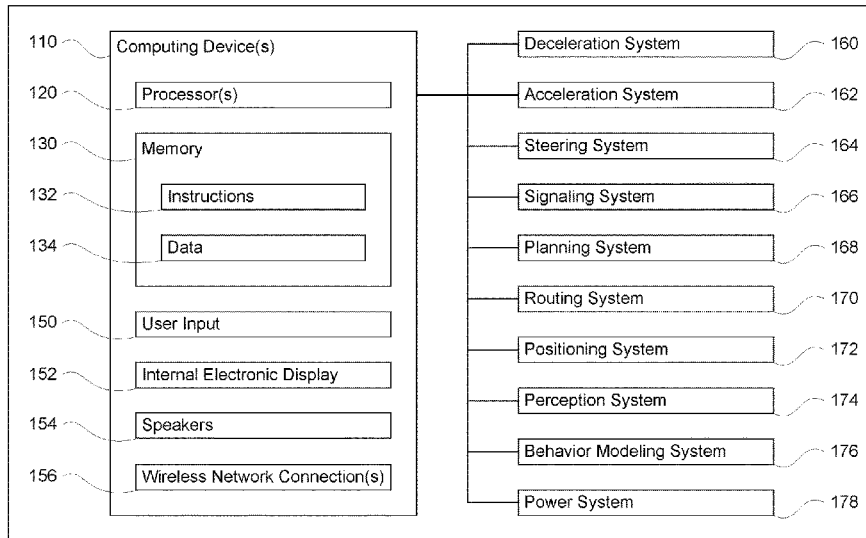 110 Computing Device(s)
120 Processor(s)
130 Memory
132 Instructions
134 Data
150 User Input
152 Internal Electronic Display
154 Speakers
156 Wireless Network Connection(s)
Deceleration System 160
Acceleration System 162
Steering System 164
Signaling System 166
Planning System 168
Routing System 170
Positioning System 172
Perception System 174
Behavior Modeling System 176
Power System 178